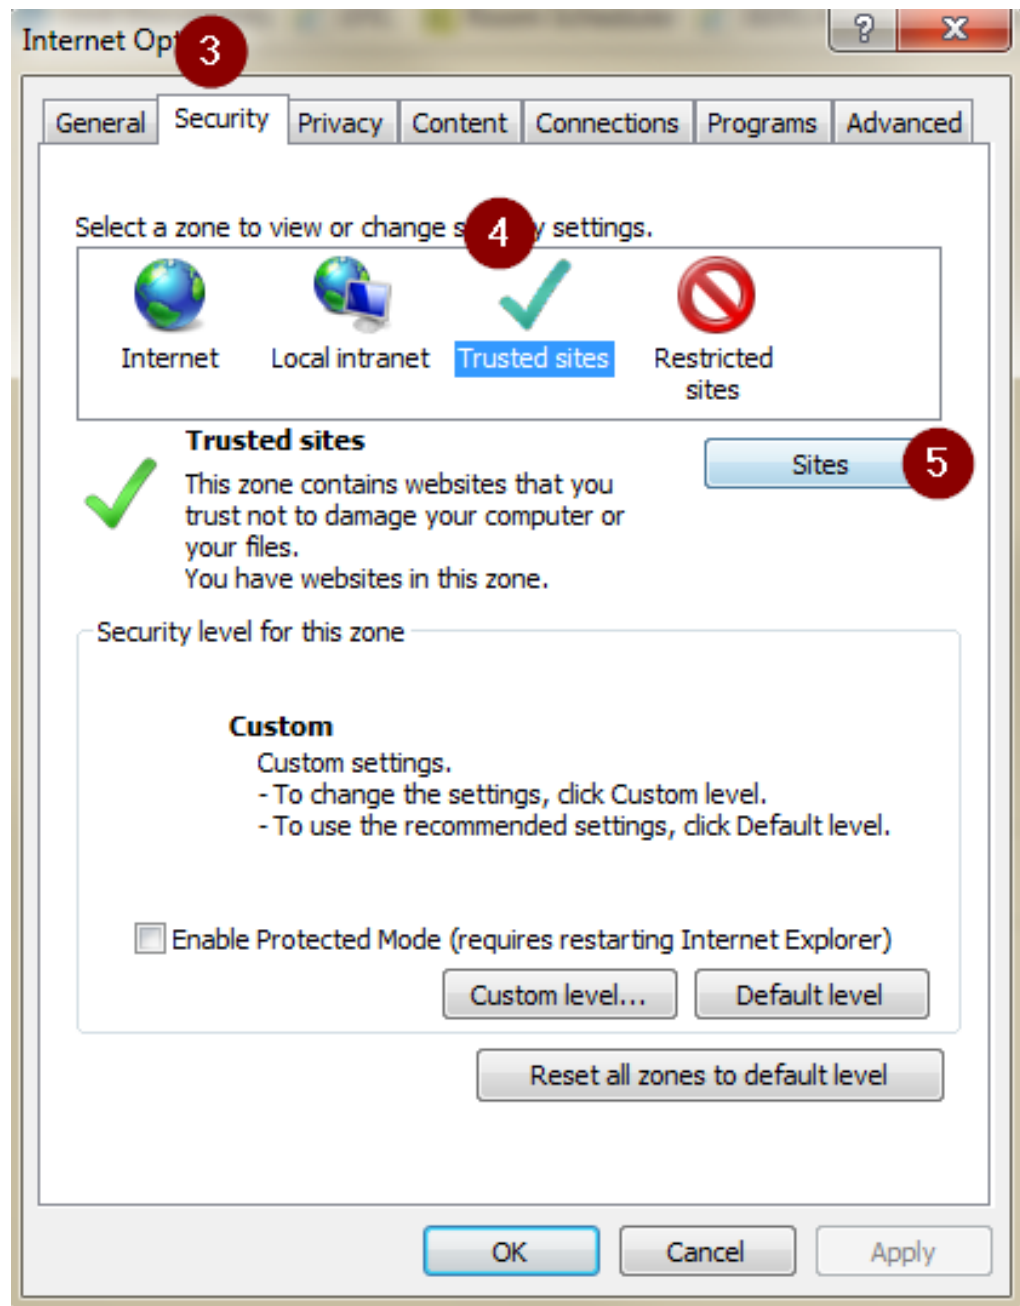 Internet Op
3
General Security Privacy Content Connections Programs Advanced
Select a zone to view or change s 4 y settings.
Internet Local intranet Trusted sites Restricted sites
Trusted sites
Sites 5
This zone contains websites that you
trust not to damage your computer or
your files.
You have websites in this zone.
Security level for this zone
Custom
Custom settings.
- To change the settings, click Custom level.
- To use the recommended settings, click Default level.
Enable Protected Mode (requires restarting Internet Explorer)
Custom level... Default level
Reset all zones to default level
OK Cancel Apply